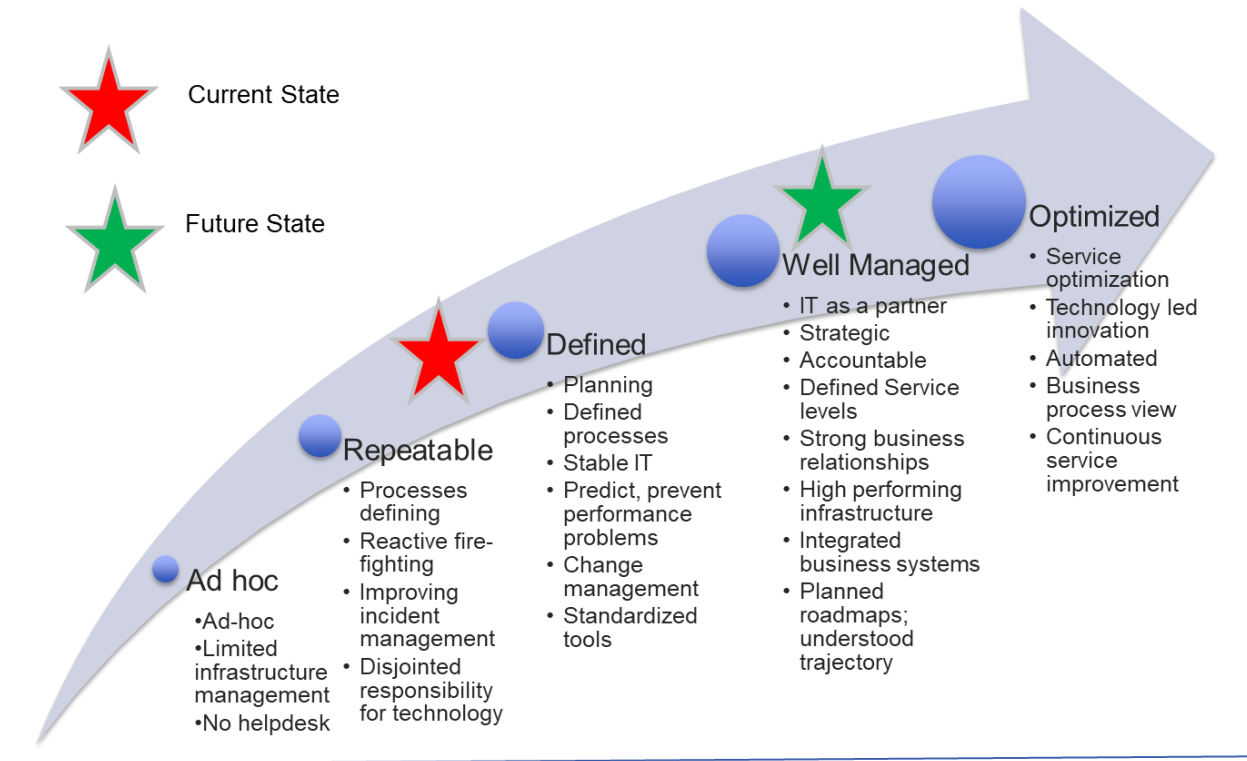 Current State
Future State
Ad hoc
•Ad-hoc
•Limited
infrastructure
management
•No helpdesk
Repeatable
• Processes
defining
• Reactive fire-
fighting
• Improving
incident
management
• Disjointed
responsibility
for technology
Defined
• Planning
• Defined
processes
• Stable IT
• Predict, prevent
performance
problems
• Change
management
• Standardized
tools
Well Managed
• IT as a partner
• Strategic
• Accountable
• Defined Service
levels
• Strong business
relationships
• High performing
infrastructure
• Integrated
business systems
• Planned
roadmaps;
understood
trajectory
Optimized
• Service
optimization
• Technology led
innovation
• Automated
• Business
process view
• Continuous
service
improvement